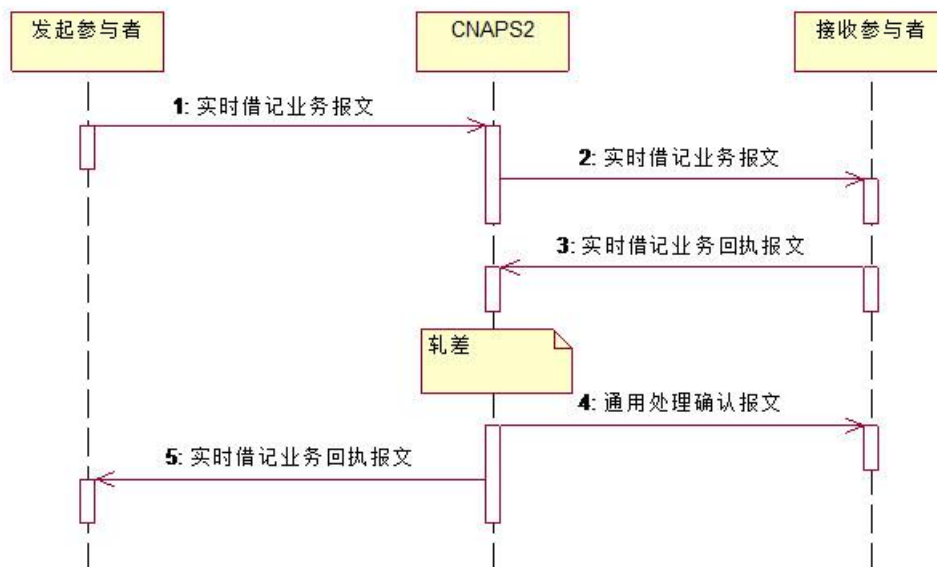 发起参与者
CNAPS2
接收参与者
1: 实时借记业务报文
2: 实时借记业务报文
3: 实时借记业务回执报文
轧差
4: 通用处理确认报文
5: 实时借记业务回执报文